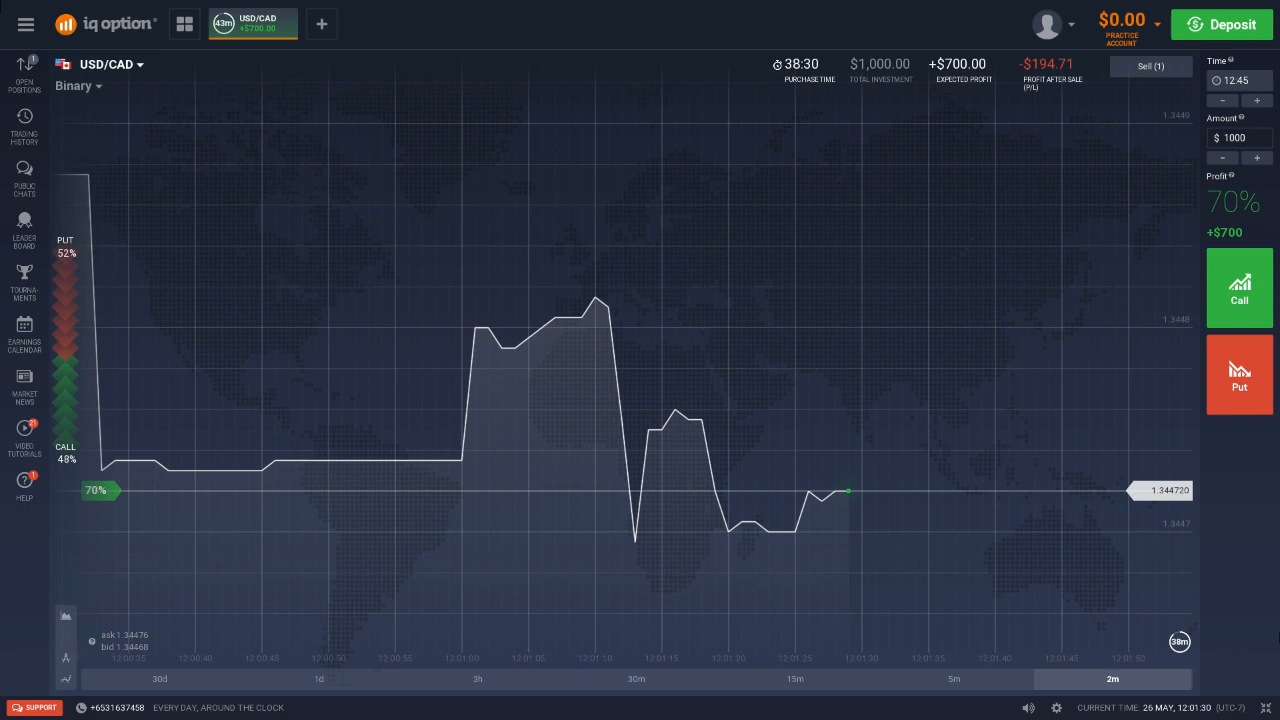 iq option®
43m
USD/CAD
+$700.00
+
$0.00
PRACTICE
ACCOUNT
Deposit
1
OPEN
POSITIONS
TRADING
HISTORY
PUBLIC
CHATS
LEADER
BOARD
TOURNA-
MENTS
EARNINGS
CALENDAR
MARKET
NEWS
21
VIDEO
TUTORIALS
1
HELP
USD/CAD
Binary
38:30
PURCHASE TIME
$1,000.00
TOTAL INVESTMENT
+$700.00
EXPECTED PROFIT
-$194.71
PROFIT AFTER SALE
(P/L)
Sell (1)
PUT
52%
CALL
48%
70%
1.3449
1.3448
1.344720
1.3447
ask 1.34476
bid 1.34468
38m
12:00:35 12:00:40 12:00:45 12:00:50 12:00:55 12:01:00 12:01:05 12:01:10 12:01:15 12:01:20 12:01:25 12:01:30 12:01:35 12:01:40 12:01:45 12:01:50
30d 1d 3h 30m 15m 5m 2m
Time
12.45
- +
Amount
$ 1000
- +
Profit
70%
+$700
Call
Put
SUPPORT
+6531637458 EVERY DAY, AROUND THE CLOCK
CURRENT TIME: 26 MAY, 12:01:30 (UTC-7)